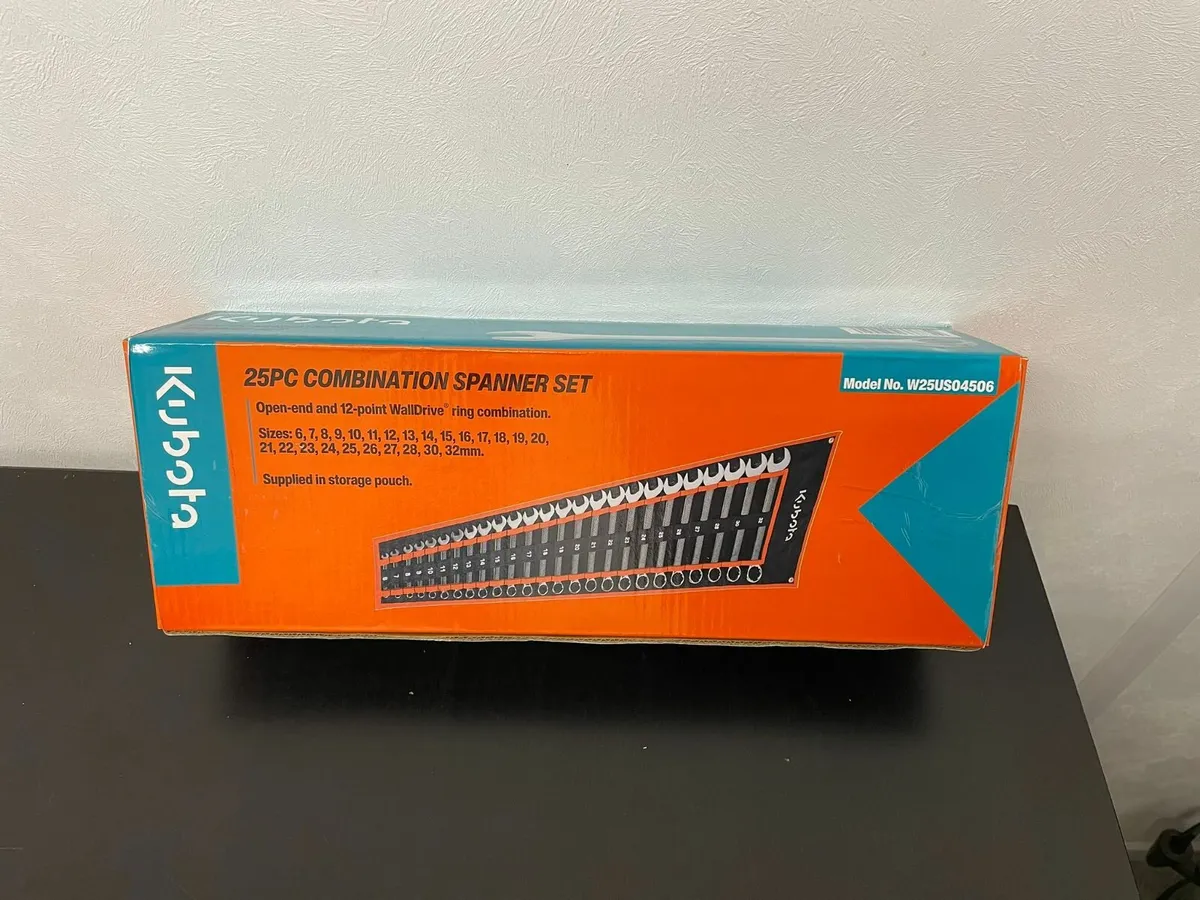 Kubota
25PC COMBINATION SPANNER SET
Model No. W25US04506
Open-end and 12-point WallDrive® ring combination.
Sizes: 6, 7, 8, 9, 10, 11, 12, 13, 14, 15, 16, 17, 18, 19, 20,
21, 22, 23, 24, 25, 26, 27, 28, 30, 32mm.
Supplied in storage pouch.
Kubota
Kubota